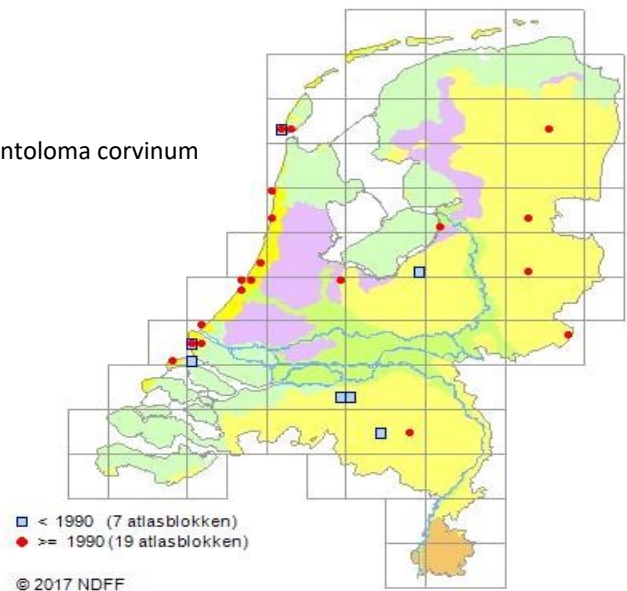 ntoloma corvinum
< 1990 (7 atlasblokken)
>= 1990 (19 atlasblokken)
© 2017 NDFF